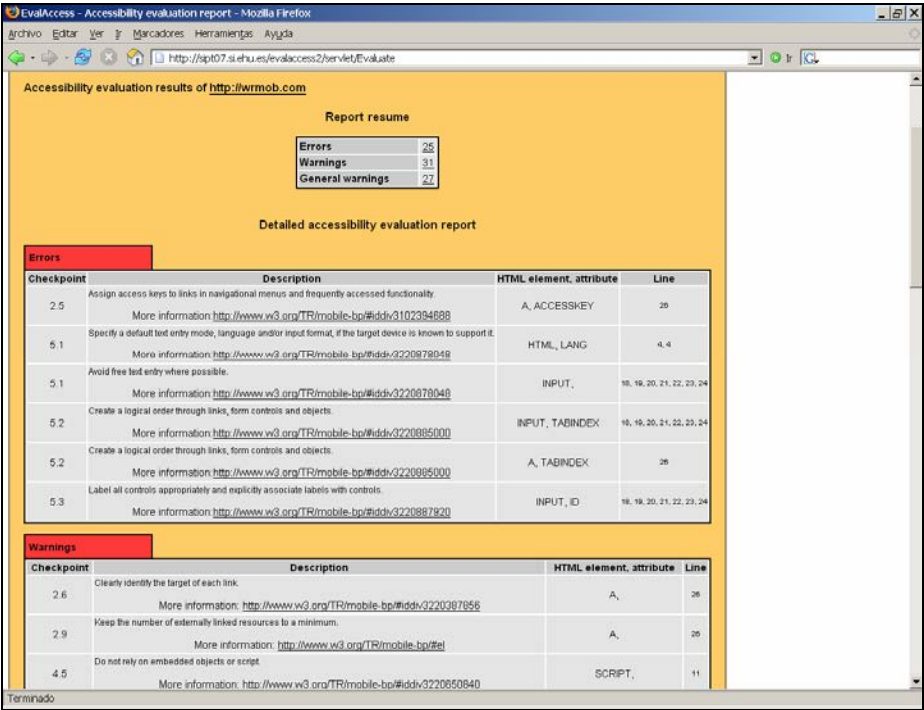 EvalAccess - Accessibility evaluation report - Mozilla Firefox
Archivo Editar Ver Ir Marcadores Herramientas Ayuda
http://sipt07.si.ehu.es/evalaccess2/servlet/Evaluate Ir
Accessibility evaluation results of http://wrmob.com
Report resume
Errors 25
Warnings 31
General warnings 27
Detailed accessibility evaluation report
Errors
Checkpoint Description HTML element, attribute Line
Assign access keys to links in navigational menus and frequently accessed functionality.
2.5 A, ACCESSKEY 26
More information:http://www.w3.org/TR/mobile-bp/#iddiv3102394688
Specify a default text entry mode, language and/or input format, if the target device is known to support it.
5.1 HTML, LANG 4, 4
More information:http://www.w3.org/TR/mobile-bp/#iddiv3220878048
Avoid free text entry where possible.
5.1 INPUT, 18, 19, 20, 21, 22, 23, 24
More information:http://www.w3.org/TR/mobile-bp/#iddiv3220878048
Create a logical order through links, form controls and objects.
5.2 INPUT, TABINDEX 18, 19, 20, 21, 22, 23, 24
More information:http://www.w3.org/TR/mobile-bp/#iddiv3220885000
Create a logical order through links, form controls and objects.
5.2 A, TABINDEX 26
More information:http://www.w3.org/TR/mobile-bp/#iddiv3220885000
Label all controls appropriately and explicitly associate labels with controls.
5.3 INPUT, ID 18, 19, 20, 21, 22, 23, 24
More information:http://www.w3.org/TR/mobile-bp/#iddiv3220887920
Warnings
Checkpoint Description HTML element, attribute Line
Clearly identify the target of each link.
2.6 A, 26
More information: http://www.w3.org/TR/mobile-bp/#iddiv3220387856
Keep the number of externally linked resources to a minimum.
2.9 A, 26
More information: http://www.w3.org/TR/mobile-bp/#el
Do not rely on embedded objects or script.
4.5 SCRIPT, 11
More information: http://www.w3.org/TR/mobile-bp/#iddiv3220650840
Terminado